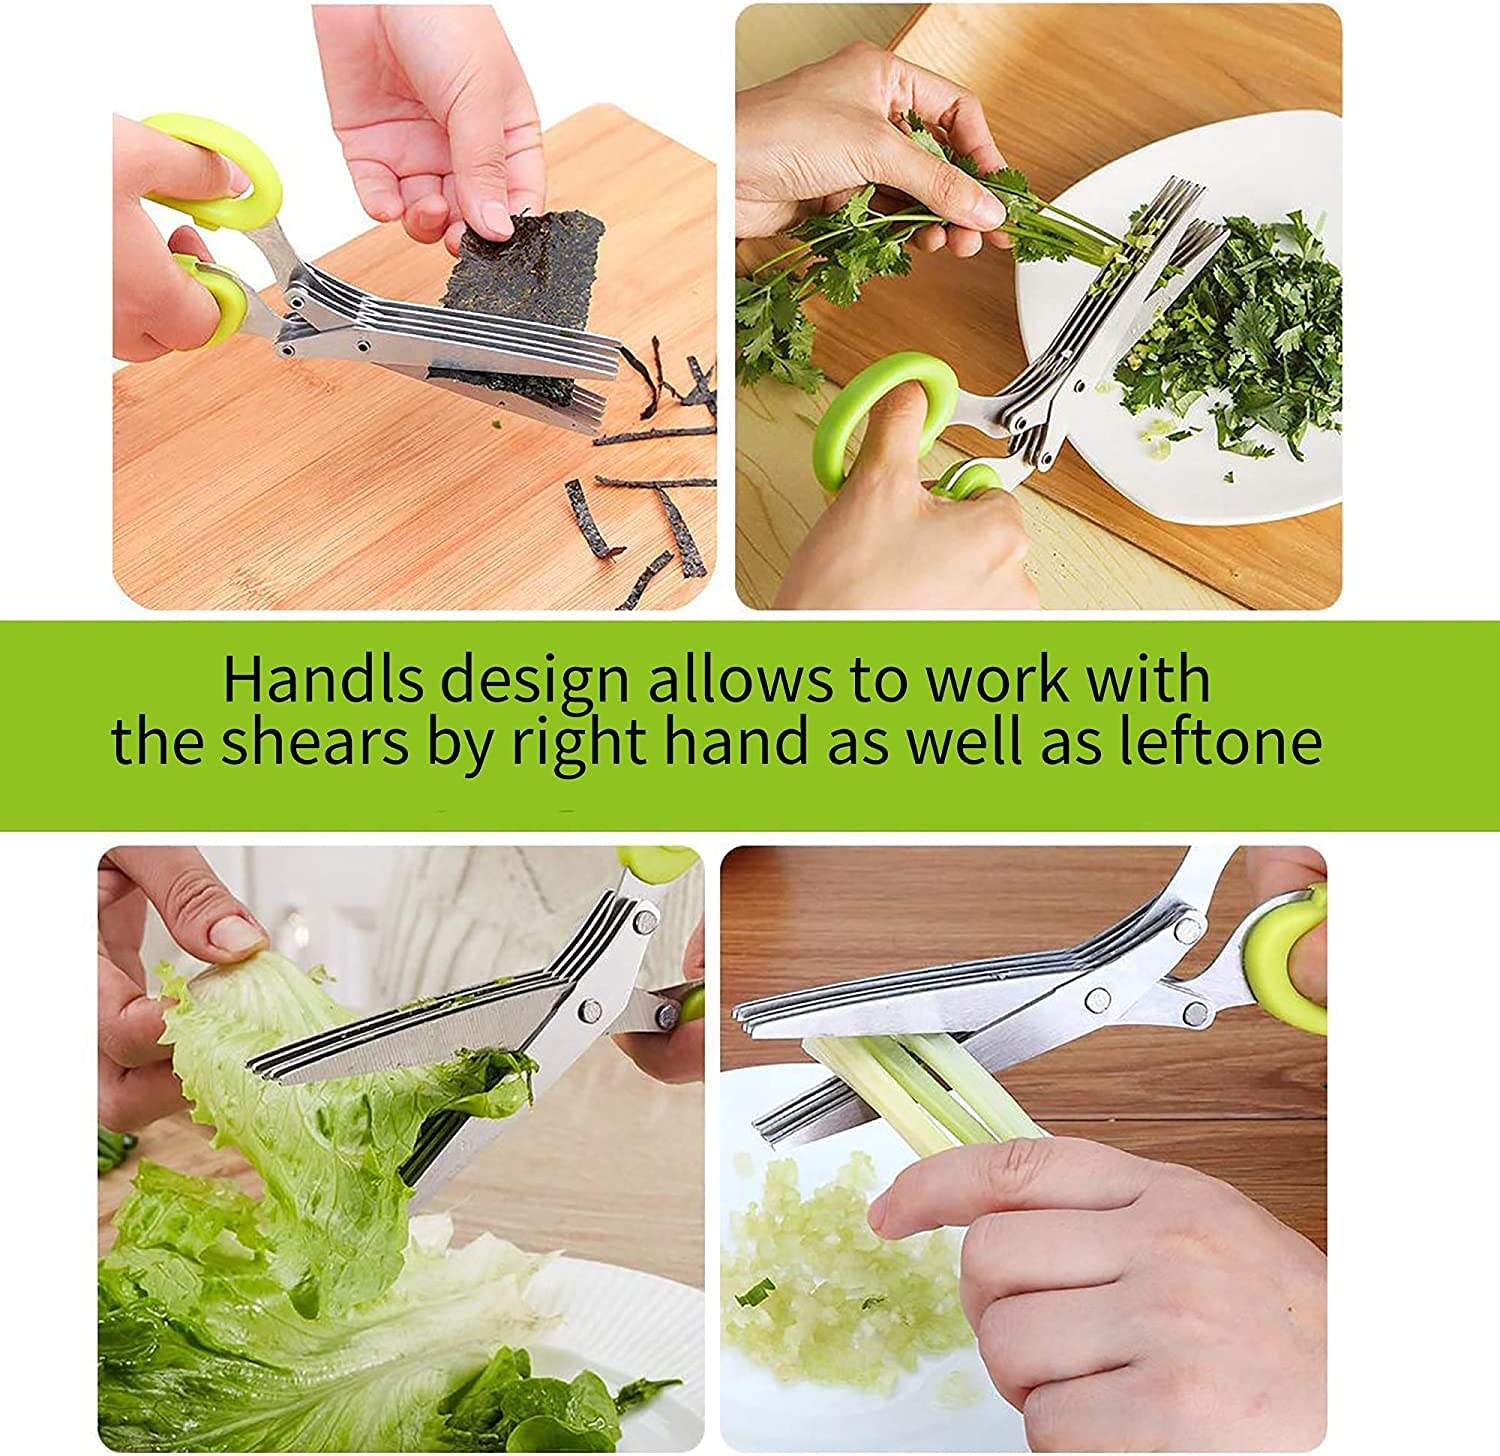 Handls design allows to work with
the shears by right hand as well as leftone